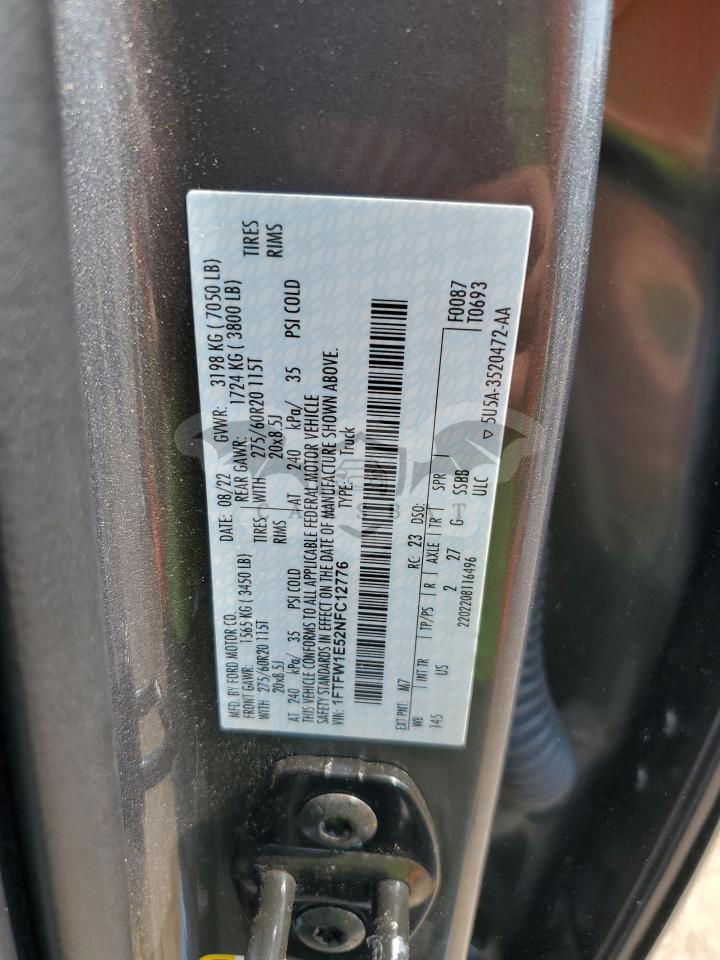 MFD. BY FORD MOTOR CO. DATE: 08/22 GVWR: 3198 KG ( 7050 LB)
FRONT GAWR: 1565 KG ( 3450 LB) REAR GAWR: 1724 KG ( 3800 LB)
WITH 275/60R20 115T TIRES WITH 275/60R20 115T TIRES
20x8.5J RIMS 20x8.5J RIMS
AT 240 kPa/ 35 PSI COLD AT 240 kPa/ 35 PSI COLD
THIS VEHICLE CONFORMS TO ALL APPLICABLE FEDERAL MOTOR VEHICLE
SAFETY STANDARDS IN EFFECT ON THE DATE OF MANUFACTURE SHOWN ABOVE.
VIN: 1FTFW1E52NFC12776 TYPE: Truck
EXT PNT: M7 RC: 23 DSO: F0087
WB INT TR TP/PS R AXLE TR SPR T0693
145 US 2 27 G SSBB
2202208116496 ULC 5U5A-3520472-AA